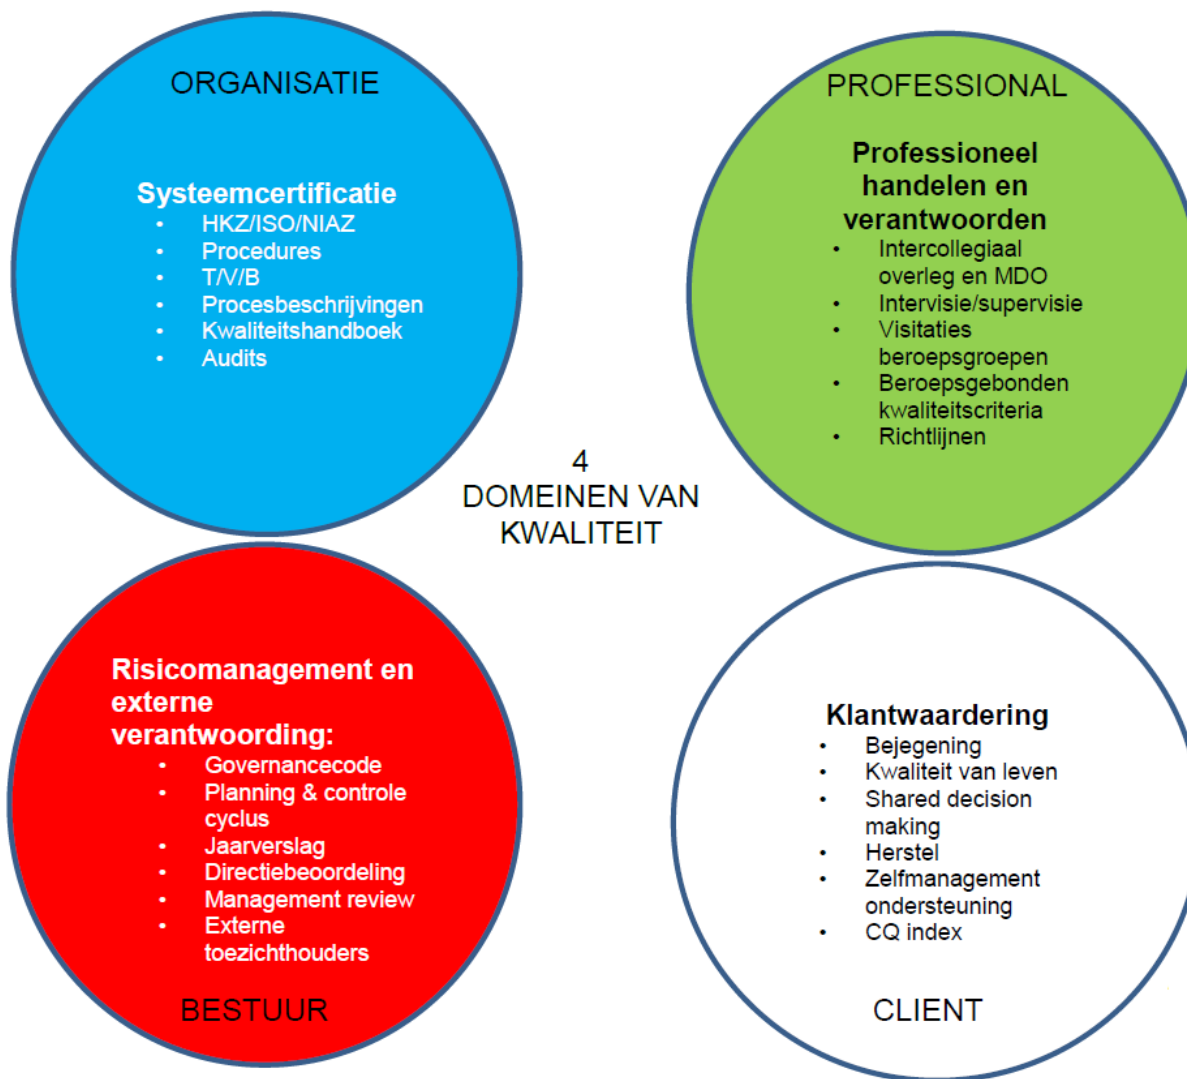 ORGANISATIE
Systeemcertificatie
• HKZ/ISO/NIAZ
• Procedures
• T/V/B
• Procesbeschrijvingen
• Kwaliteitshandboek
• Audits
PROFESSIONAL
Professioneel
handelen en
verantwoorden
• Intercollegiaal
overleg en MDO
• Intervisie/supervisie
• Visitaties
beroepsgroepen
• Beroepsgebonden
kwaliteitscriteria
• Richtlijnen
4
DOMEINEN VAN
KWALITEIT
Risicomanagement en
externe
verantwoording:
• Governancecode
• Planning & controle
cyclus
• Jaarverslag
• Directiebeoordeling
• Management review
• Externe
toezichthouders
BESTUUR
Klantwaardering
• Bejegening
• Kwaliteit van leven
• Shared decision
making
• Herstel
• Zelfmanagement
ondersteuning
• CQ index
CLIENT